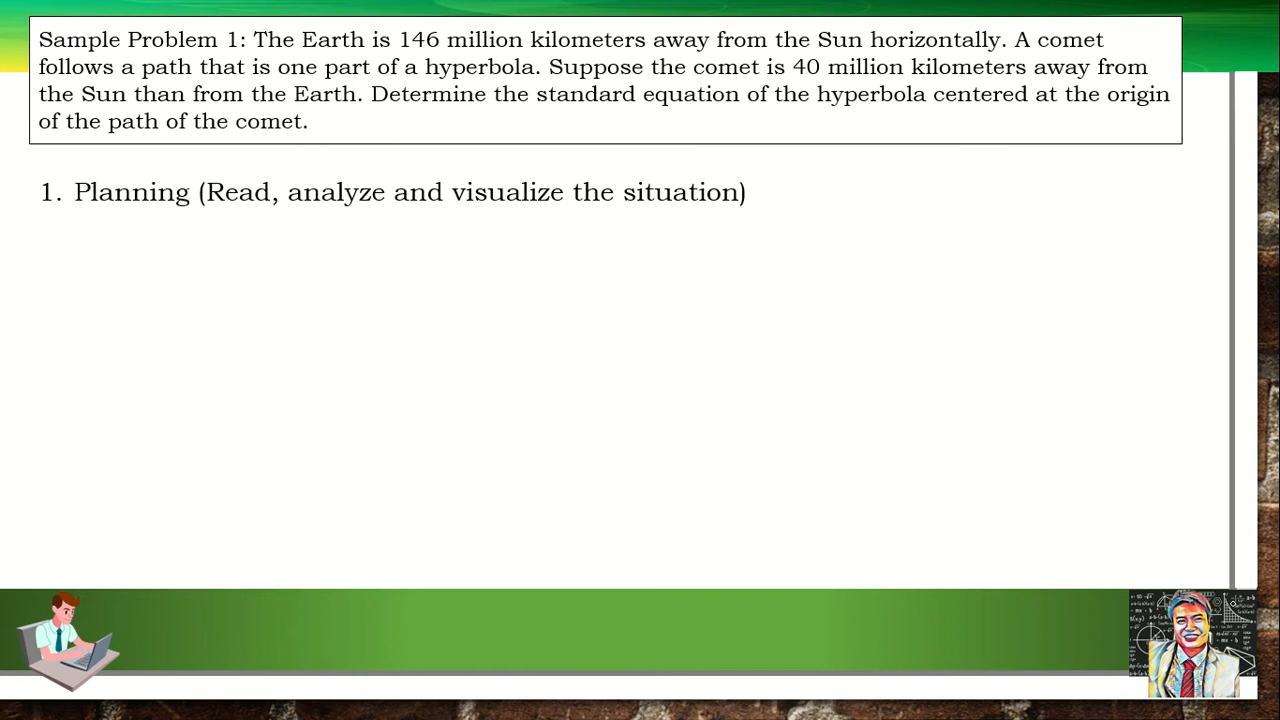 Sample Problem 1: The Earth is 146 million kilometers away from the Sun horizontally. A comet
follows a path that is one part of a hyperbola. Suppose the comet is 40 million kilometers away from
the Sun than from the Earth. Determine the standard equation of the hyperbola centered at the origin
of the path of the comet.
1. Planning (Read, analyze and visualize the situation)